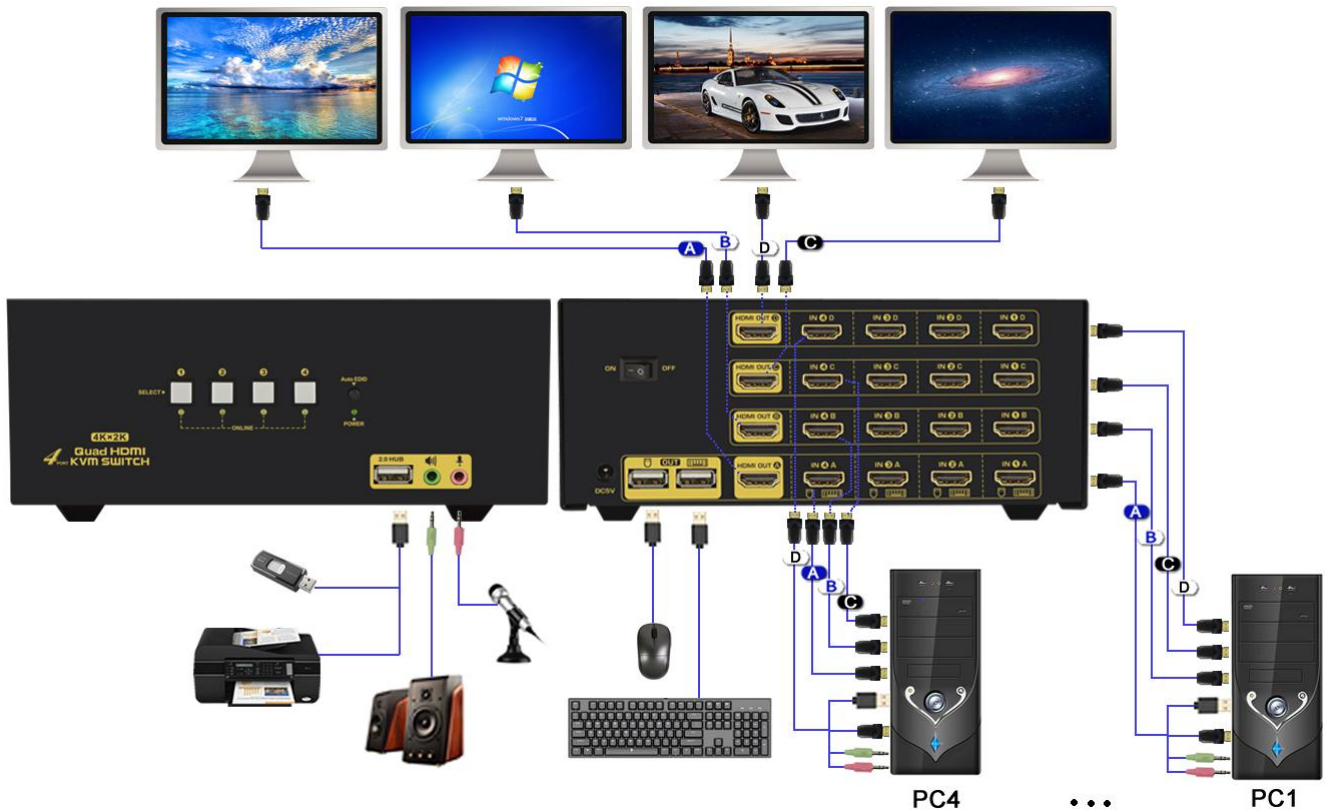 windows7
A
B
D
C
SELECT
1 2 3 4
Auto EDID
ONLINE
POWER
4K×2K
4 PORT
Quad HDMI
KVM SWITCH
2.0 HUB
ON OFF
HDMI OUT D IN 4 D IN 3 D IN 2 D IN 1 D
HDMI OUT C IN 4 C IN 3 C IN 2 C IN 1 C
HDMI OUT B IN 4 B IN 3 B IN 2 B IN 1 B
DC5V
OUT
HDMI OUT A IN 4 A IN 3 A IN 2 A IN 1 A
D
A
B
C
A
B
C
D
PC4
...
PC1